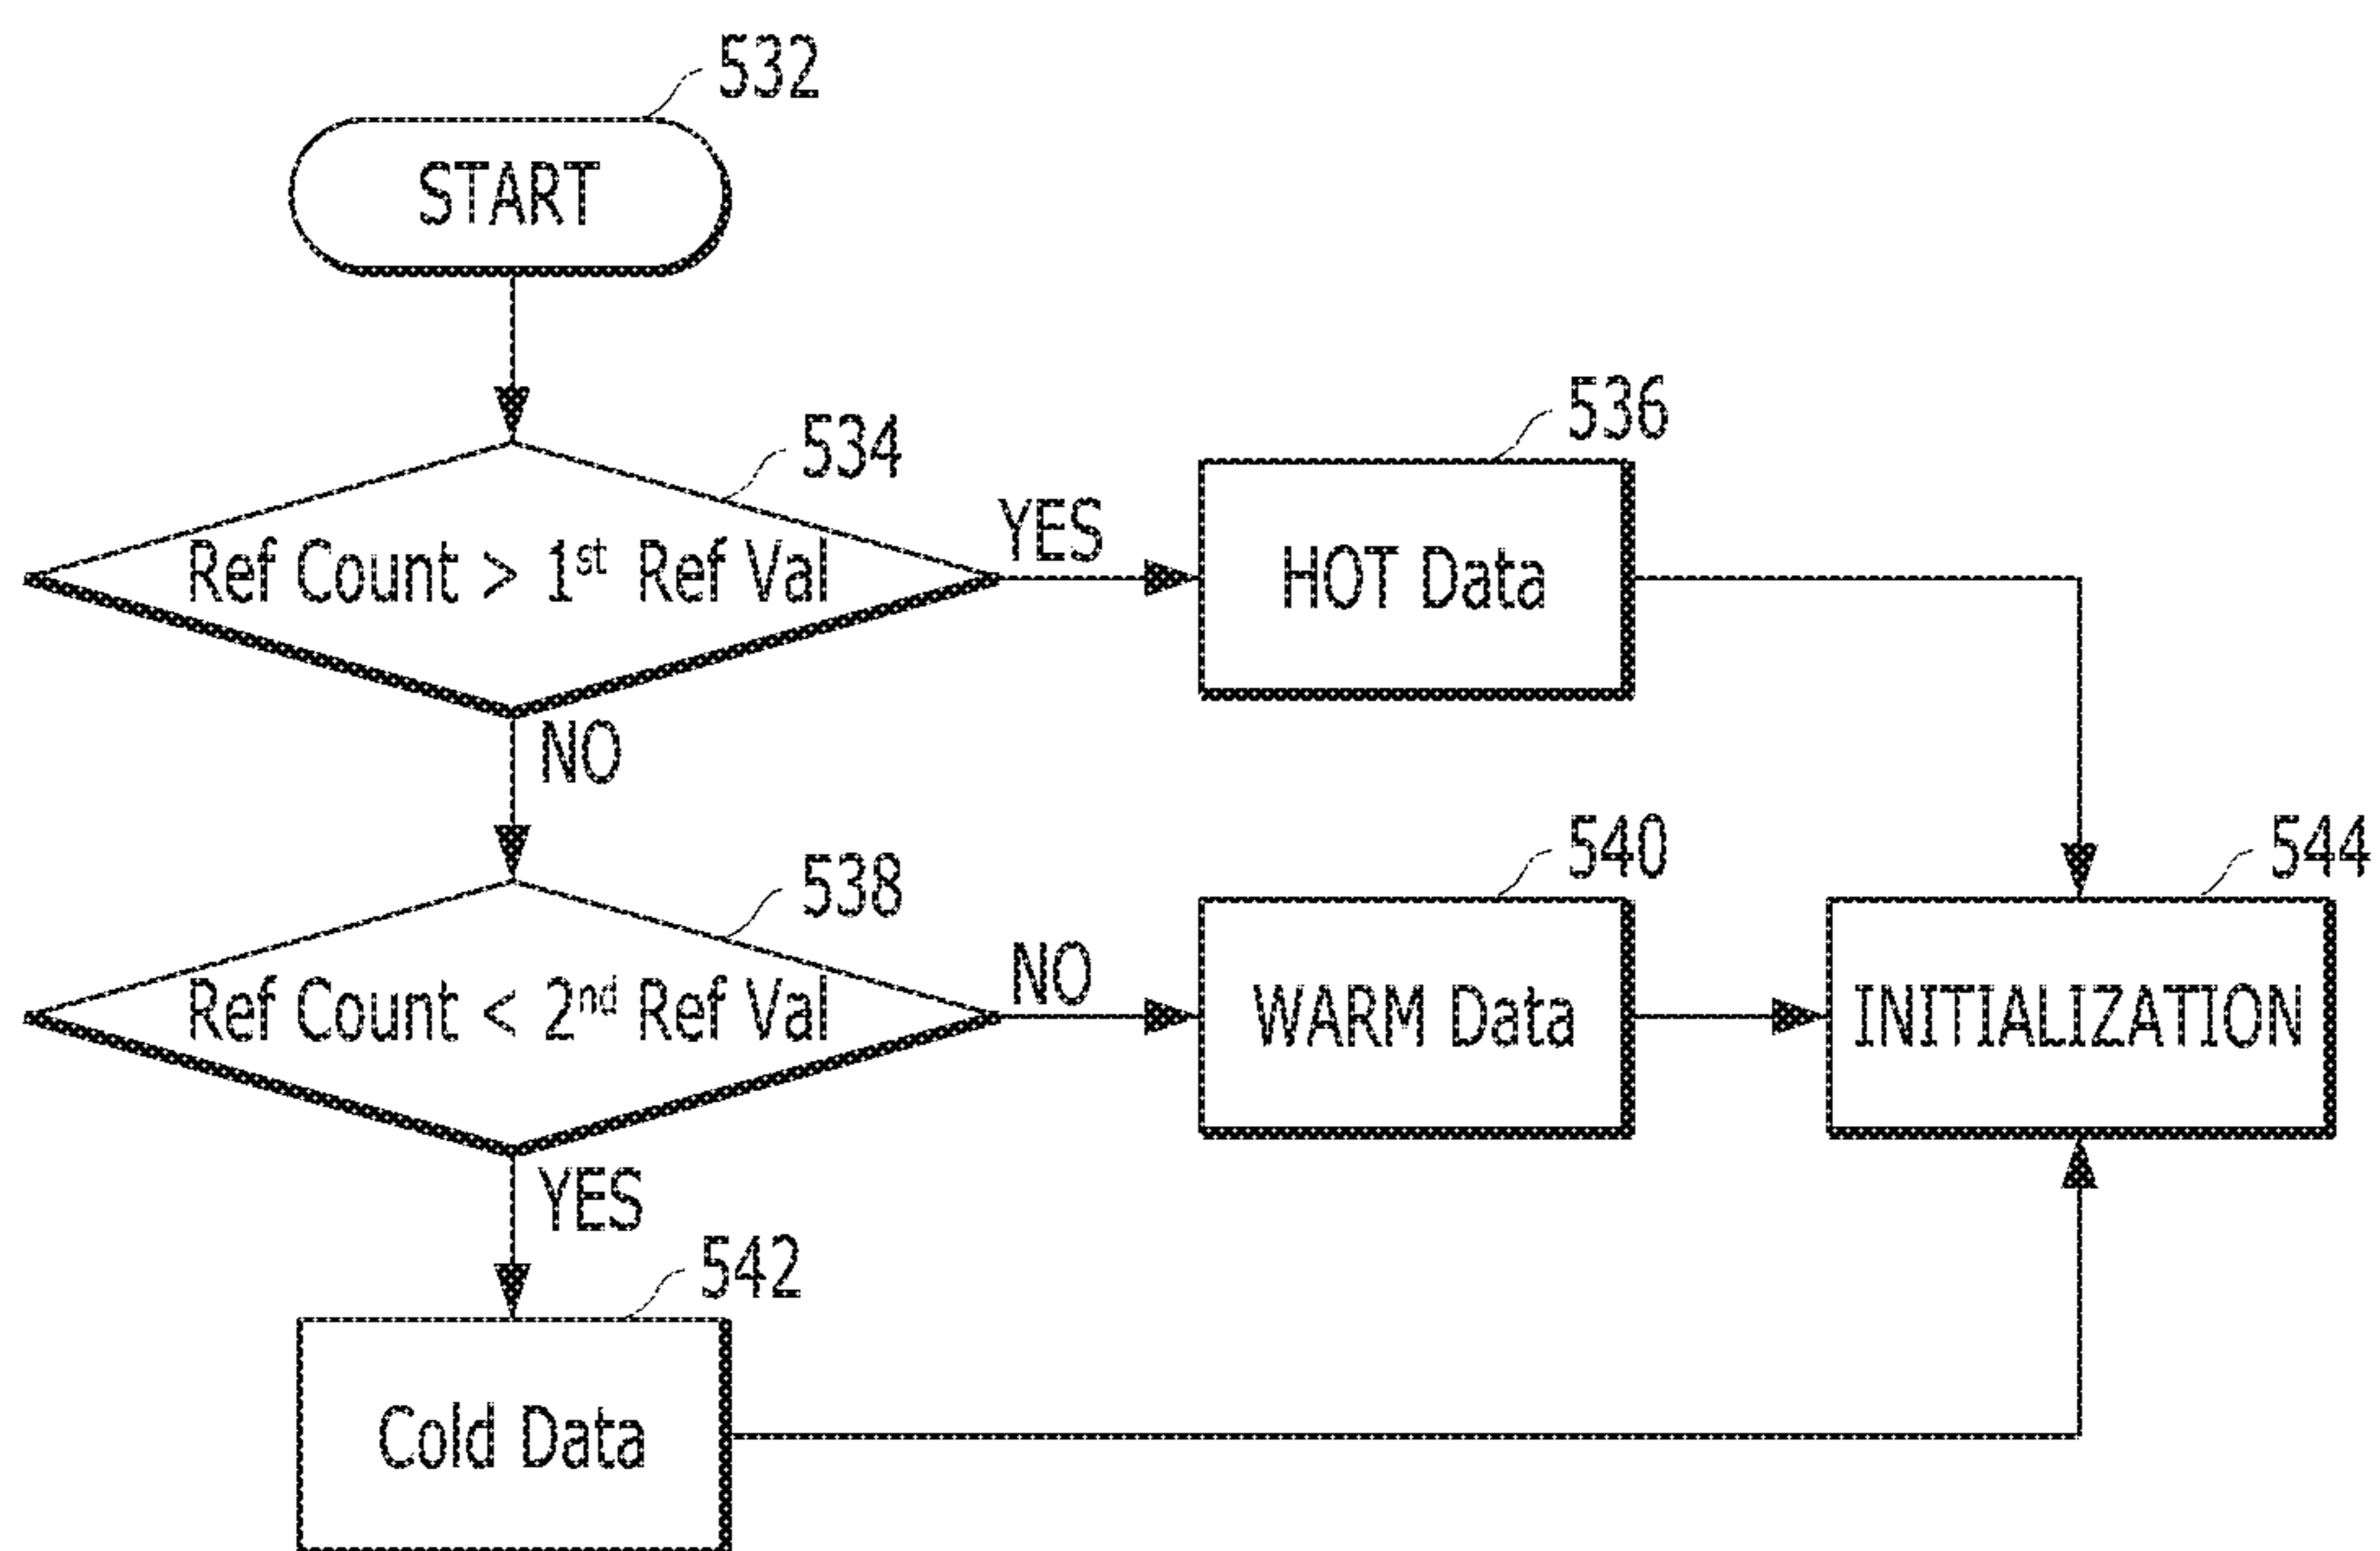 532
START
534
Ref Count > 1st Ref Val
YES
536
HOT Data
NO
538
Ref Count < 2nd Ref Val
NO
540
WARM Data
544
INITIALIZATION
YES
542
Cold Data